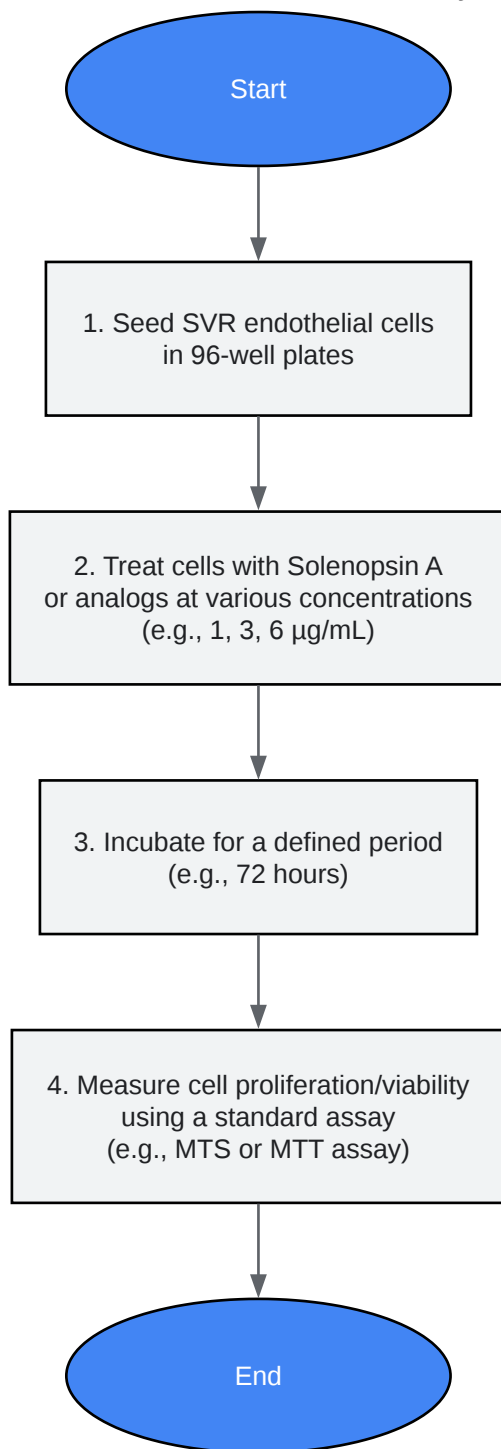 Start
1. Seed SVR endothelial cells
in 96-well plates
2. Treat cells with Solenopsin A
or analogs at various concentrations
(e.g., 1, 3, 6 µg/mL)
3. Incubate for a defined period
(e.g., 72 hours)
4. Measure cell proliferation/viability
using a standard assay
(e.g., MTS or MTT assay)
End